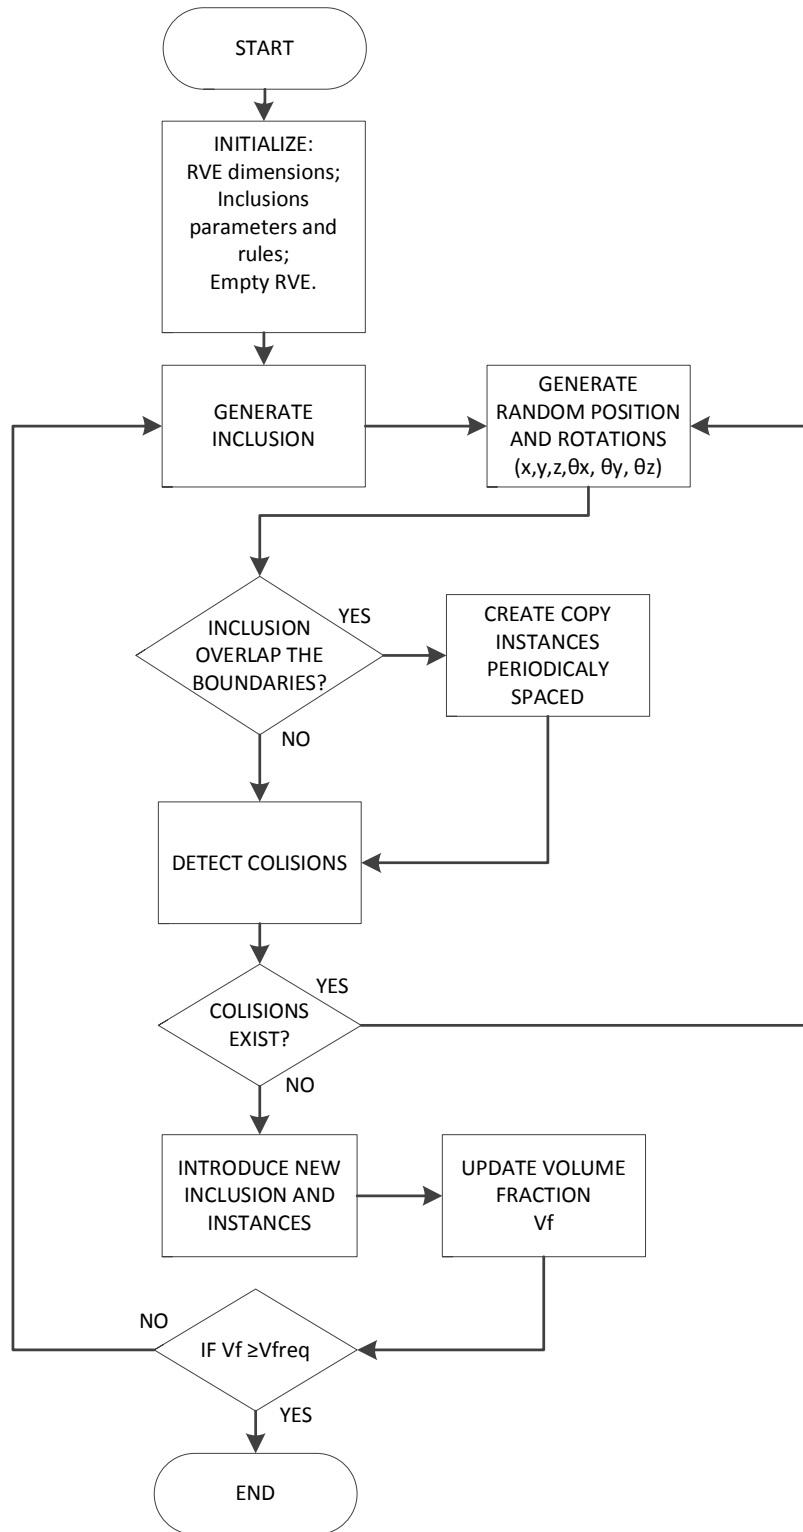 START
INITIALIZE:
RVE dimensions;
Inclusions
parameters and
rules;
Empty RVE.
GENERATE
INCLUSION
GENERATE
RANDOM POSITION
AND ROTATIONS
(x,y,z,θx, θy, θz)
INCLUSION
OVERLAP THE
BOUNDARIES?
YES
CREATE COPY
INSTANCES
PERIODICALY
SPACED
NO
DETECT COLISIONS
COLISIONS
EXIST?
YES
NO
INTRODUCE NEW
INCLUSION AND
INSTANCES
UPDATE VOLUME
FRACTION
Vf
NO
IF Vf ≥Vfreq
YES
END